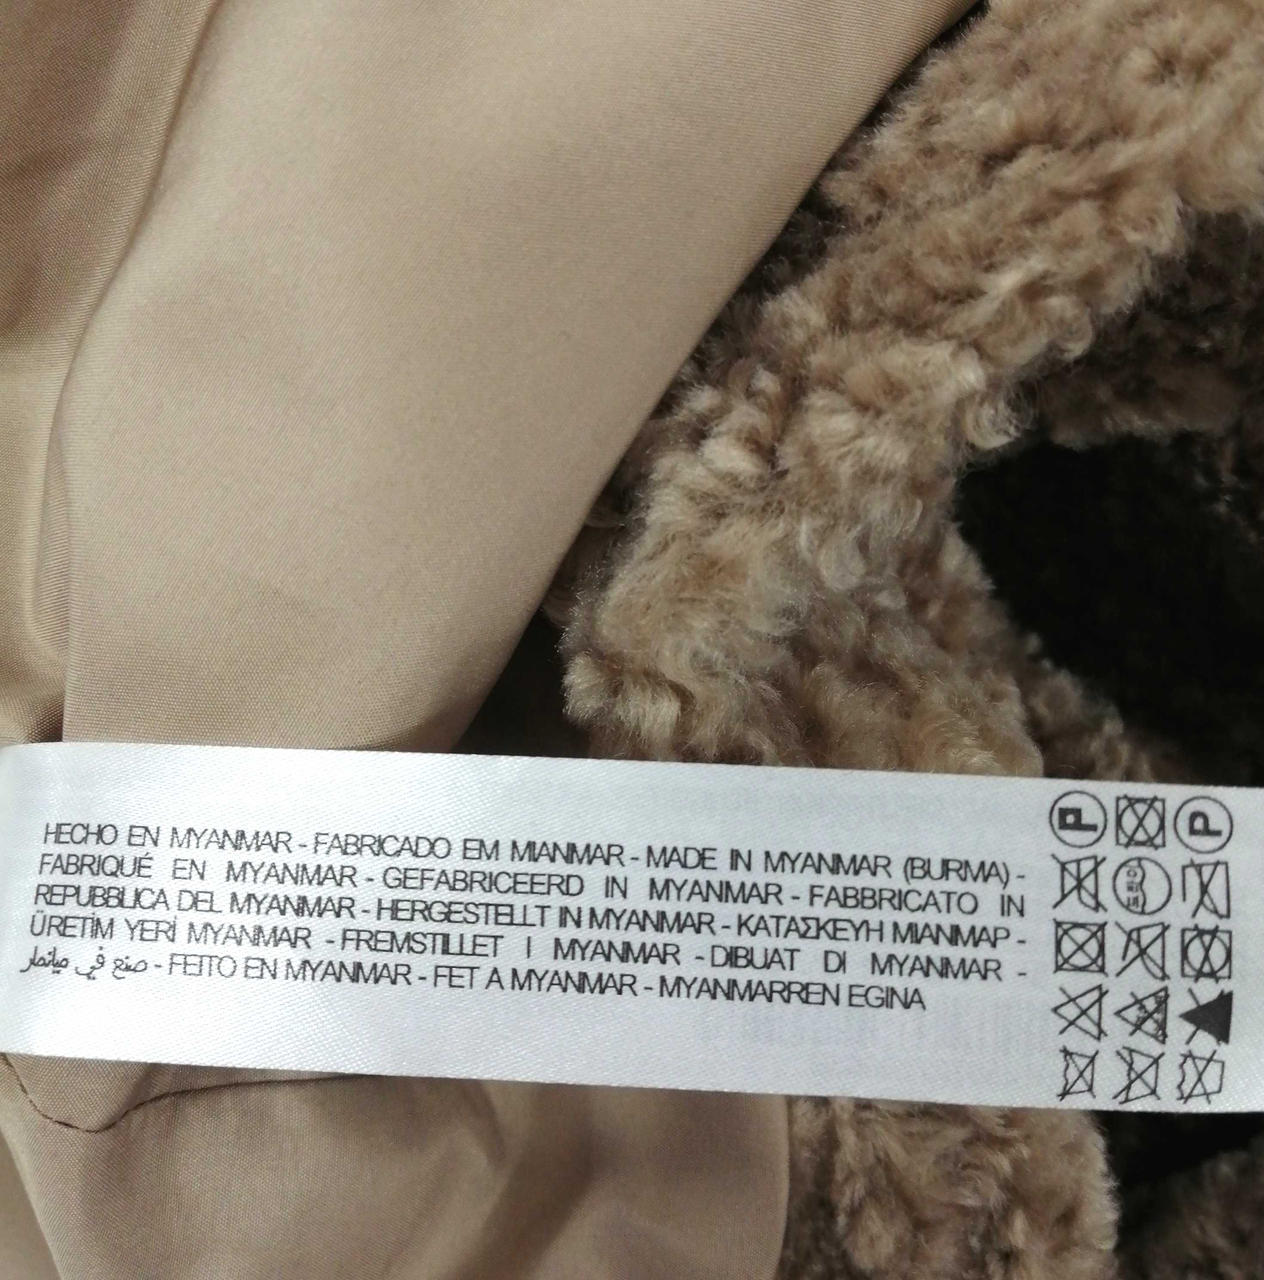 HECHO EN MYANMAR - FABRICADO EM MIANMAR - MADE IN MYANMAR (BURMA) -
FABRIQUÉ EN MYANMAR - GEFABRICEERD IN MYANMAR - FABBRICATO IN
REPUBBLICA DEL MYANMAR - HERGESTELLT IN MYANMAR - ΚΑΤΑΣΚΕΥΗ ΜΙΑΝΜΑΡ -
ÜRETİM YERİ MYANMAR - FREMSTILLET I MYANMAR - DIBUAT DI MYANMAR -
صنع في ميانمار - FEITO EN MYANMAR - FET A MYANMAR - MYANMARREN EGINA
P P